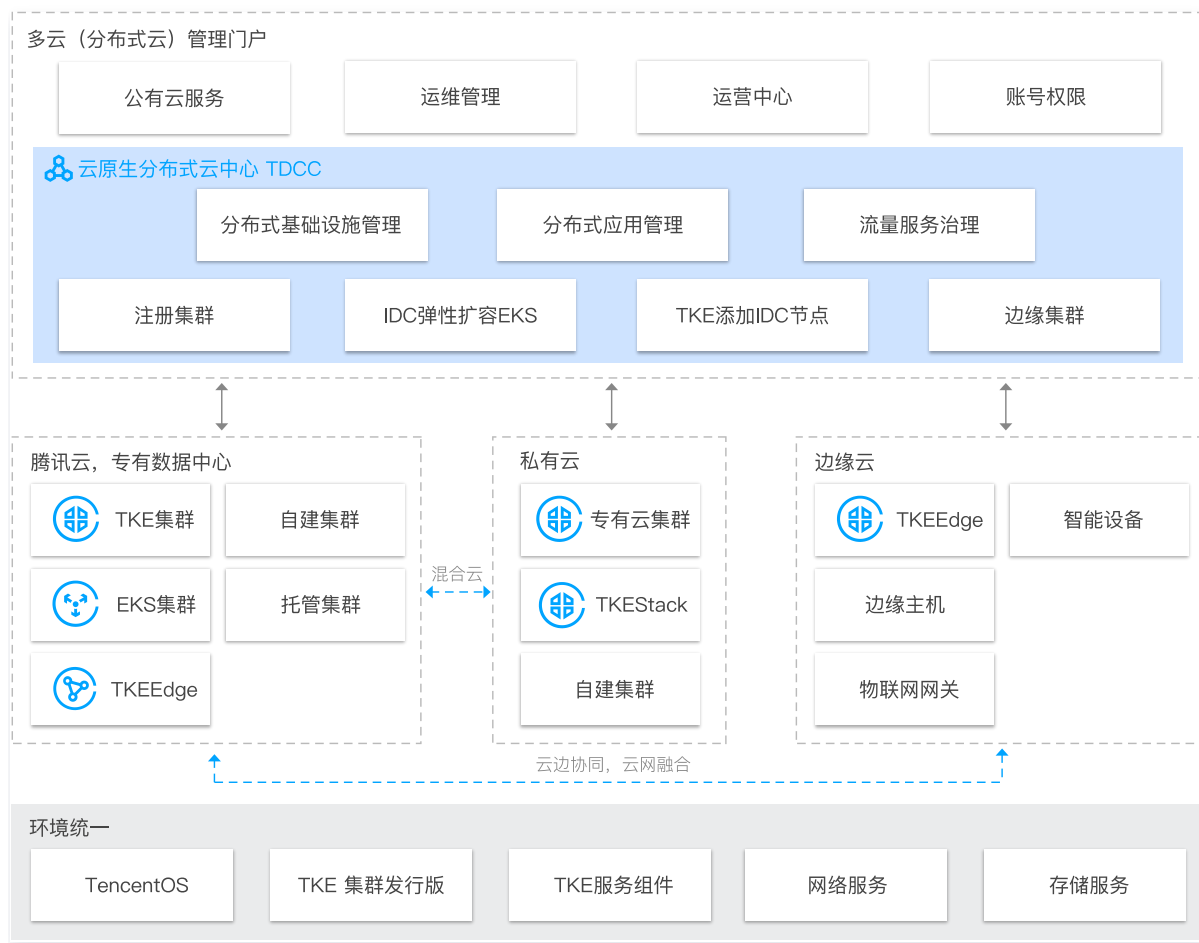 多云（分布式云）管理门户
公有云服务
运维管理
运营中心
账号权限
云原生分布式云中心 TDCC
分布式基础设施管理
分布式应用管理
流量服务治理
注册集群
IDC弹性扩容EKS
TKE添加IDC节点
边缘集群
腾讯云，专有数据中心
TKE集群
自建集群
EKS集群
托管集群
TKEEdge
混合云
私有云
专有云集群
TKEStack
自建集群
边缘云
TKEEdge
智能设备
边缘主机
物联网网关
云边协同，云网融合
环境统一
TencentOS
TKE 集群发行版
TKE服务组件
网络服务
存储服务